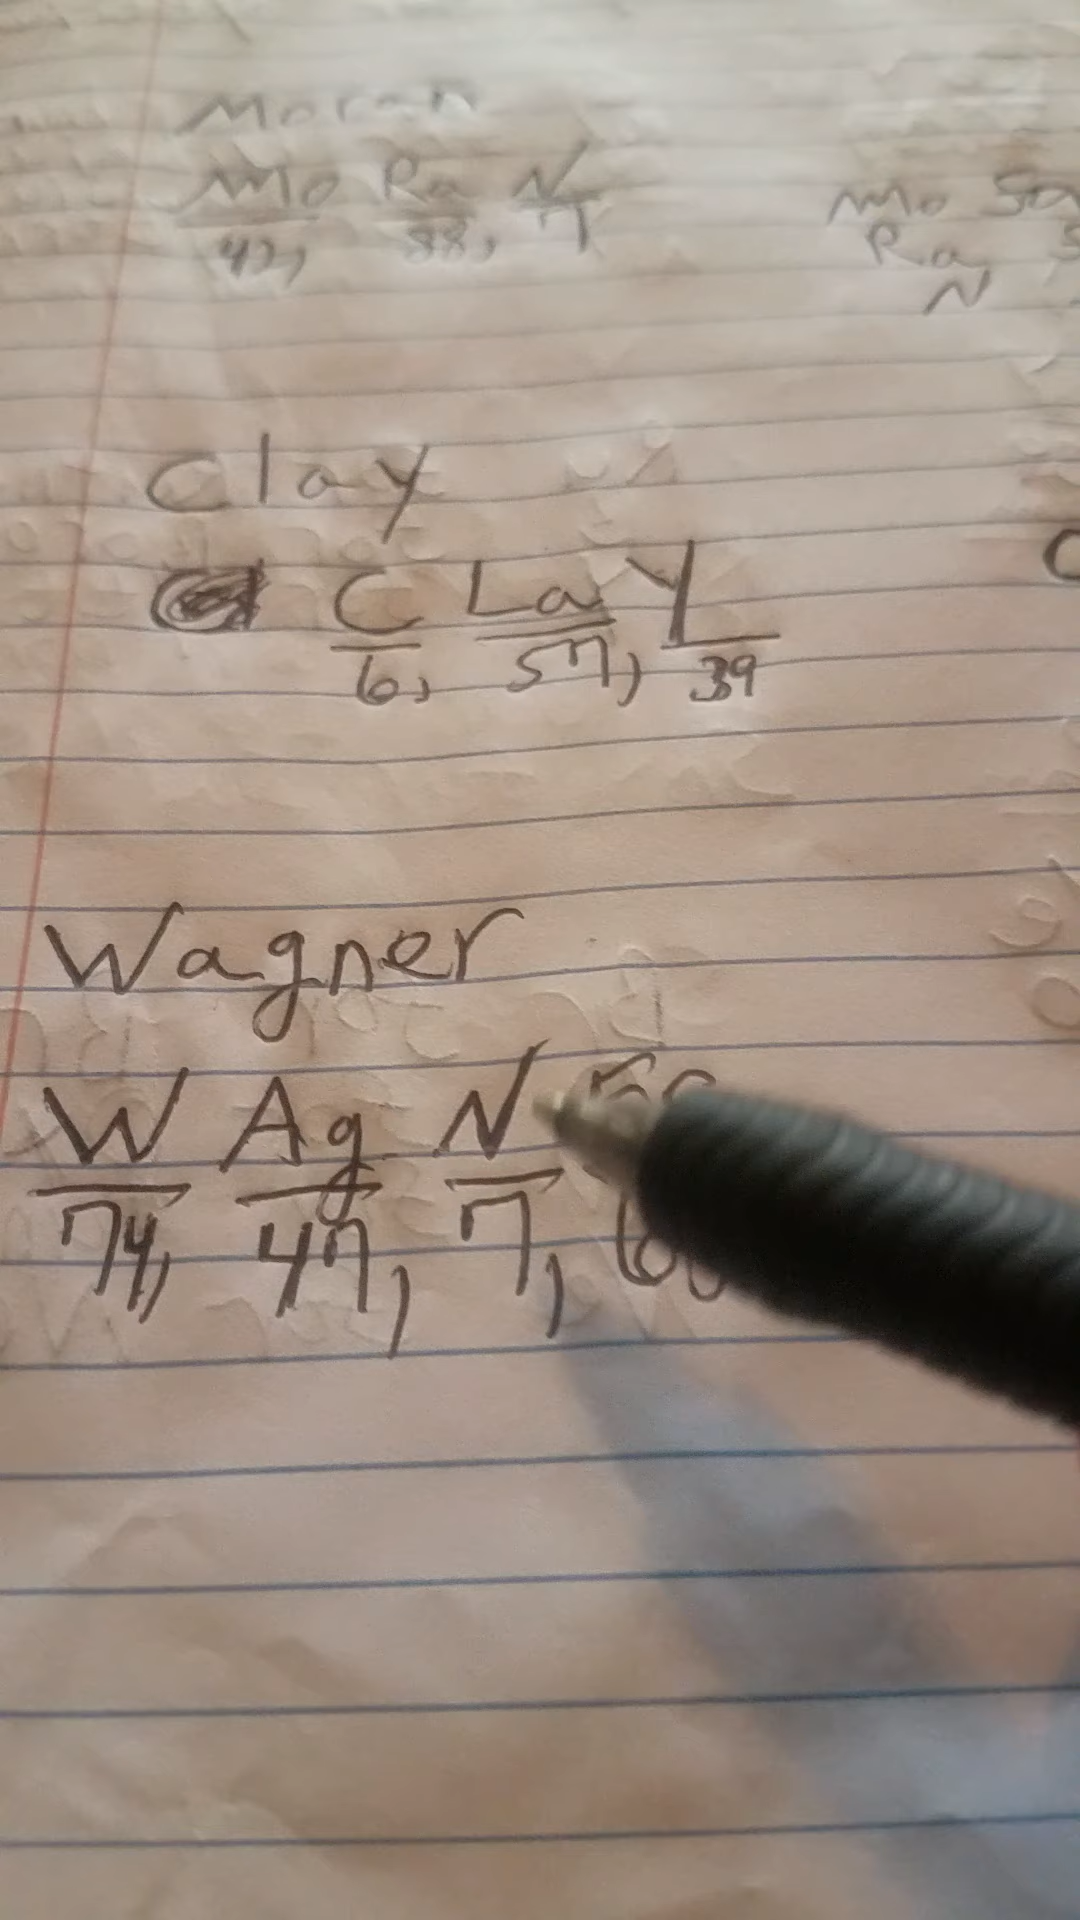 Moran
Mo Ra N
42, 88, 7
Mo
Ra
N
Clay
C La Y
6, 57, 39
Wagner
W Ag N
74, 47, 7,